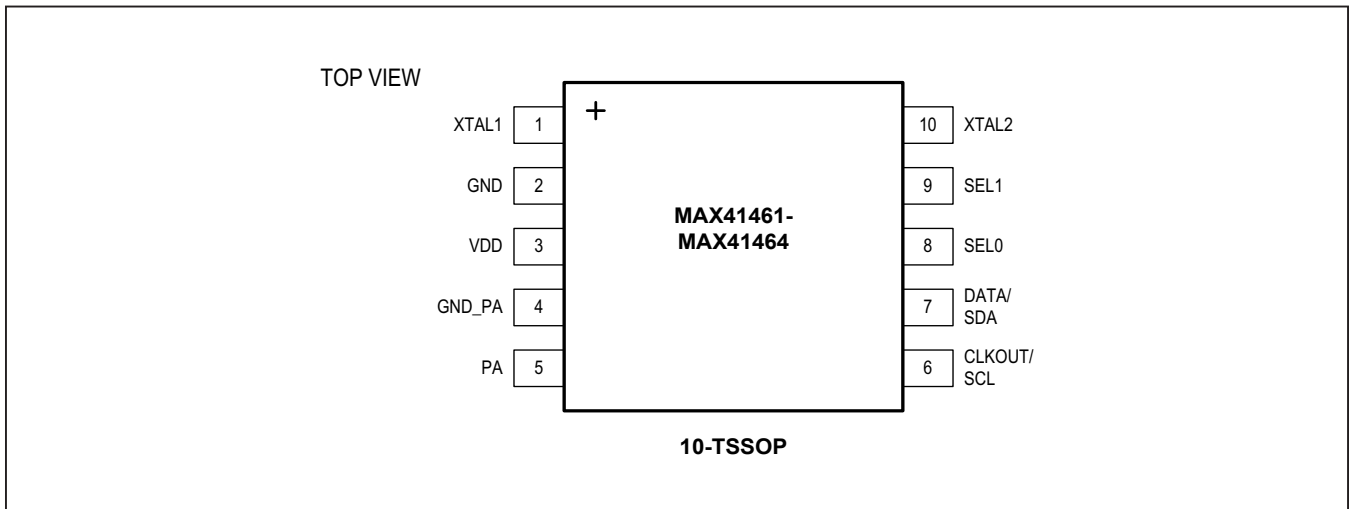 TOP VIEW
+
XTAL1 1
GND 2
VDD 3
GND_PA 4
PA 5
MAX41461-
MAX41464
10 XTAL2
9 SEL1
8 SEL0
7 DATA/
SDA
6 CLKOUT/
SCL
10-TSSOP